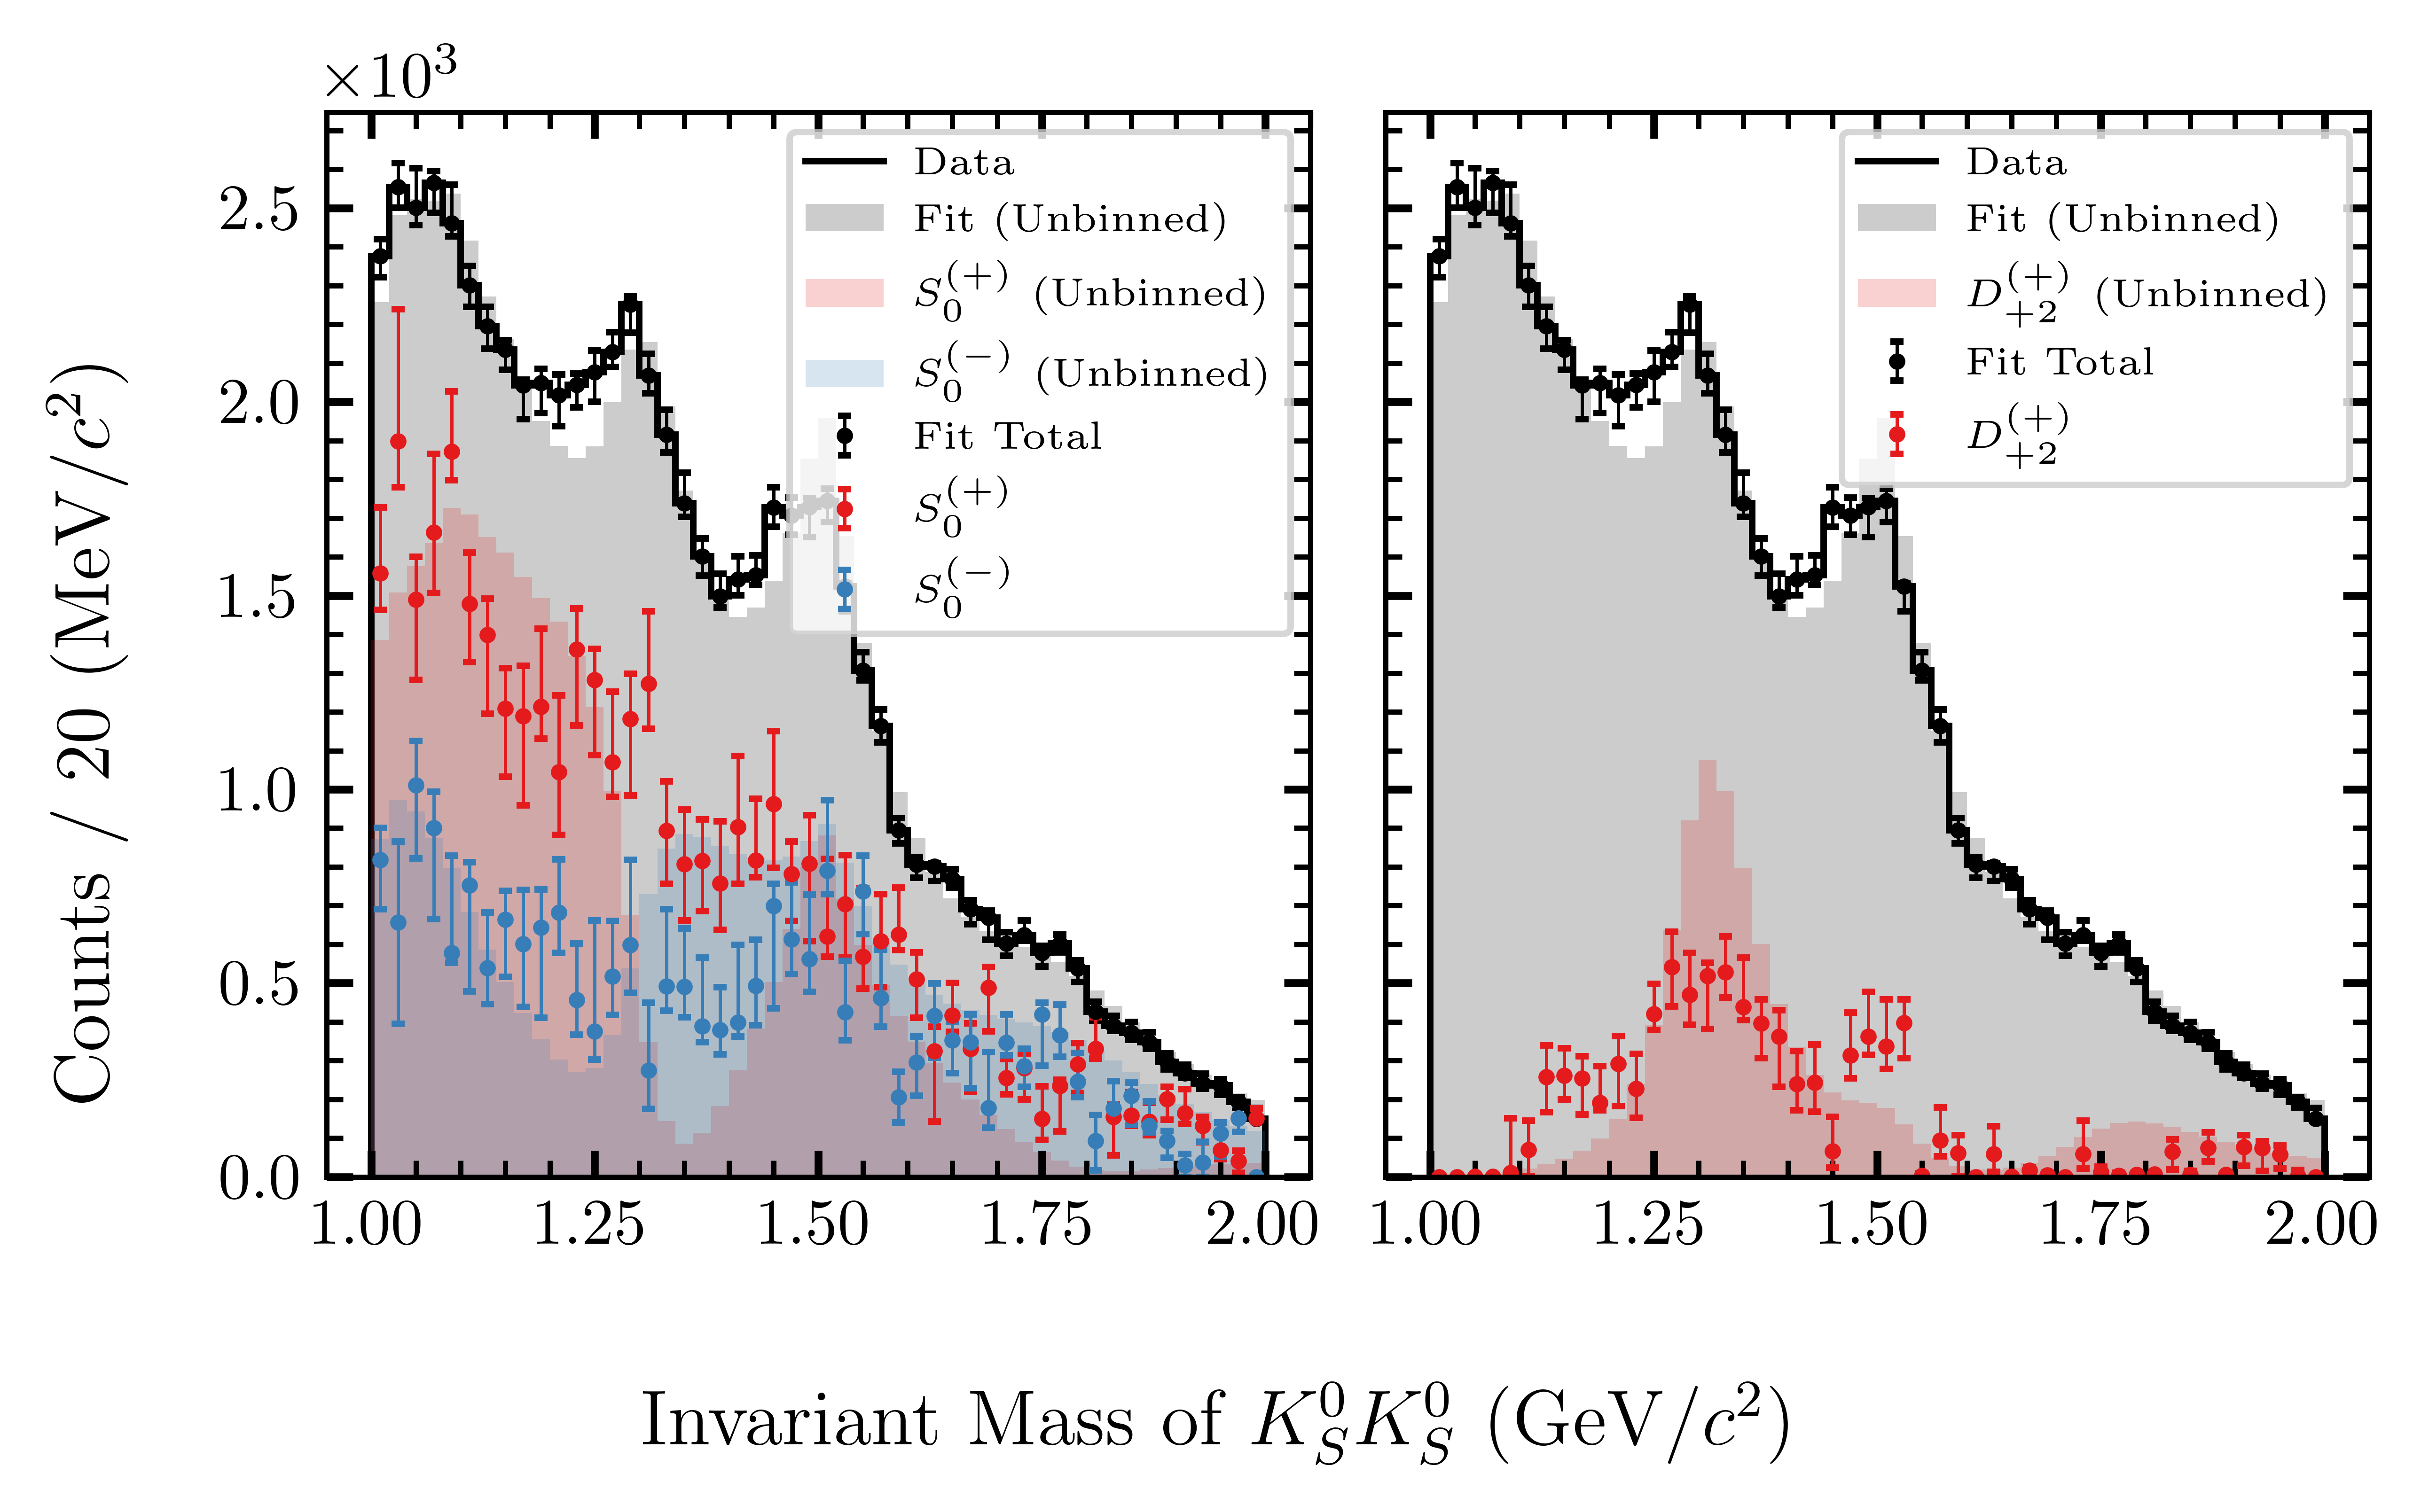 ×10³
Counts / 20 (MeV/c²)
2.5
2.0
1.5
1.0
0.5
0.0
1.00 1.25 1.50 1.75 2.00
Data
Fit (Unbinned)
S₀⁽⁺⁾ (Unbinned)
S₀⁽⁻⁾ (Unbinned)
Fit Total
S₀⁽⁺⁾
S₀⁽⁻⁾
1.00 1.25 1.50 1.75 2.00
Data
Fit (Unbinned)
D₊₂⁽⁺⁾ (Unbinned)
Fit Total
D₊₂⁽⁺⁾
Invariant Mass of K_S^0K_S^0 (GeV/c²)